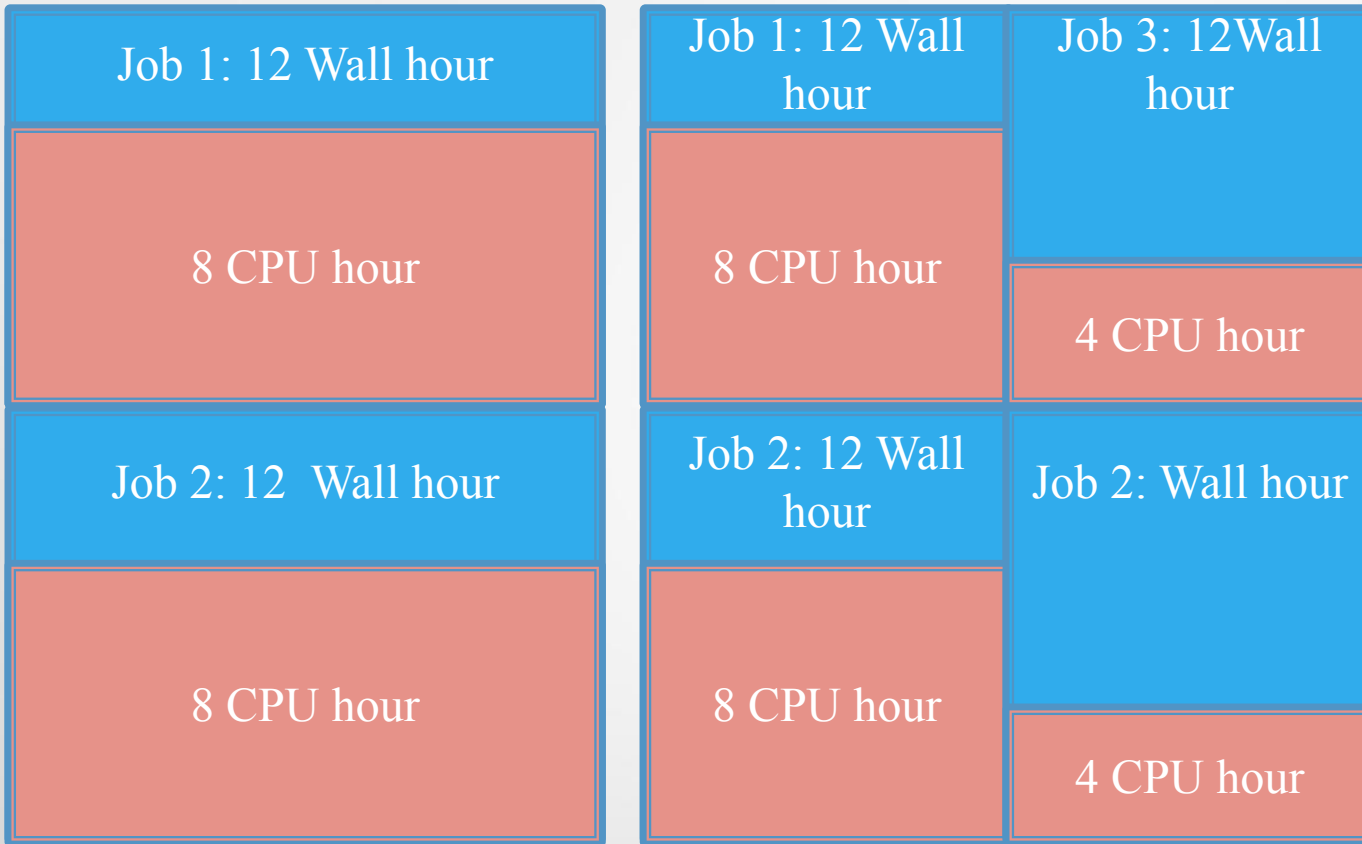 Job 1: 12 Wall hour
8 CPU hour
Job 2: 12  Wall hour
8 CPU hour
Job 1: 12 Wall
hour
8 CPU hour
Job 2: 12 Wall
hour
8 CPU hour
Job 3: 12Wall
hour
4 CPU hour
Job 2: Wall hour
4 CPU hour